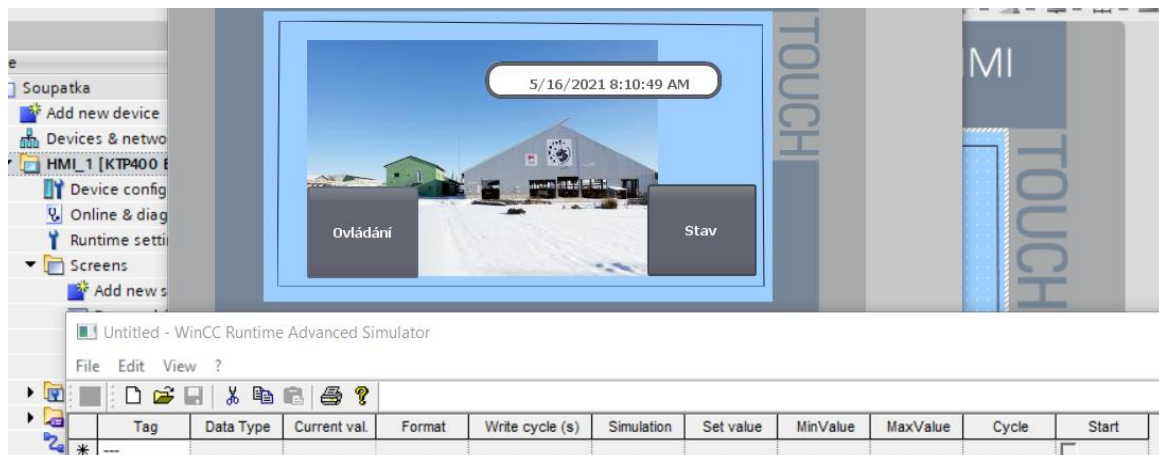 e
Soupatka
Add new device
Devices & netwo
HMI_1 [KTP400 B
Device config
Online & diag
Runtime setti
Screens
Add new s
5/16/2021 8:10:49 AM
Ovládání
Stav
TOUCH
HMI
TOUCH
Untitled - WinCC Runtime Advanced Simulator
File Edit View ?
Tag Data Type Current val. Format Write cycle (s) Simulation Set value MinValue MaxValue Cycle Start
* ---